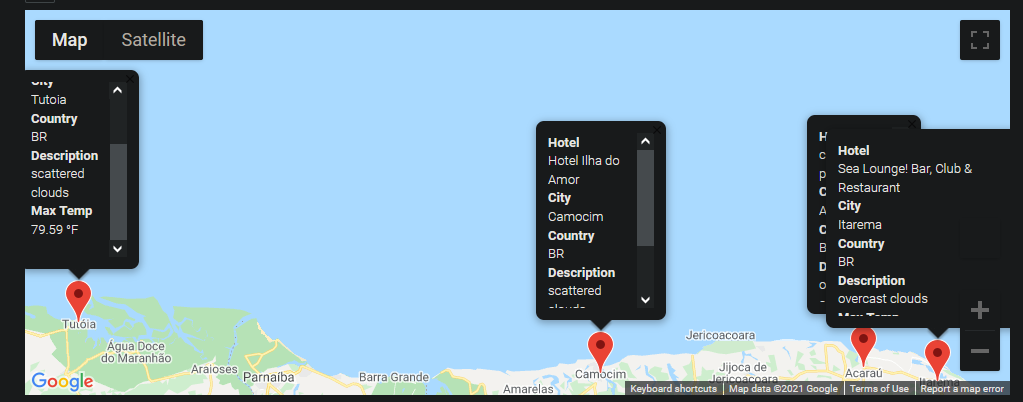 Map Satellite
City
Tutoia
Country
BR
Description
scattered
clouds
Max Temp
79.59 °F
Hotel
Hotel Ilha do
Amor
City
Camocim
Country
BR
Description
scattered
clouds
Hotel
Sea Lounge! Bar, Club &
Restaurant
City
Itarema
Country
BR
Description
overcast clouds
Max Temp
Tutóia
Água Doce
do Maranhão
Araioses
Parnaíba
Barra Grande
Camocim
Amarelas
Jericoacoara
Jijoca de
Jericoacoara
Acaraú
Itarema
Google
Keyboard shortcuts Map data ©2021 Google Terms of Use Report a map error